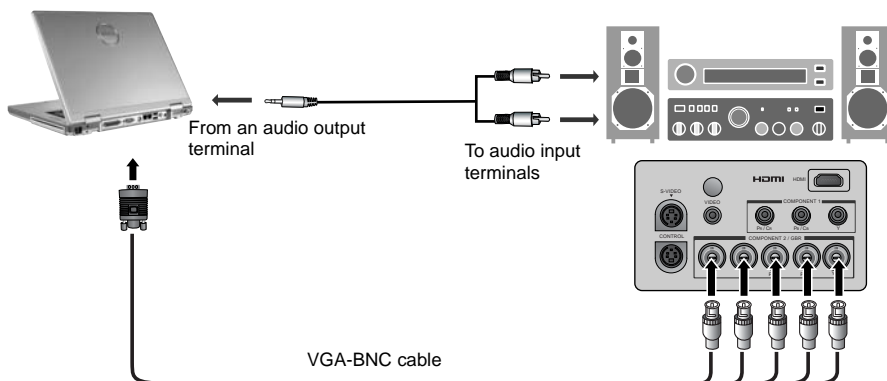 From an audio output
terminal
To audio input
terminals
HDMI
HDMI
S-VIDEO
VIDEO
COMPONENT 1
PR / CR
PB / CB
Y
CONTROL
COMPONENT 2 / GBR
VGA-BNC cable